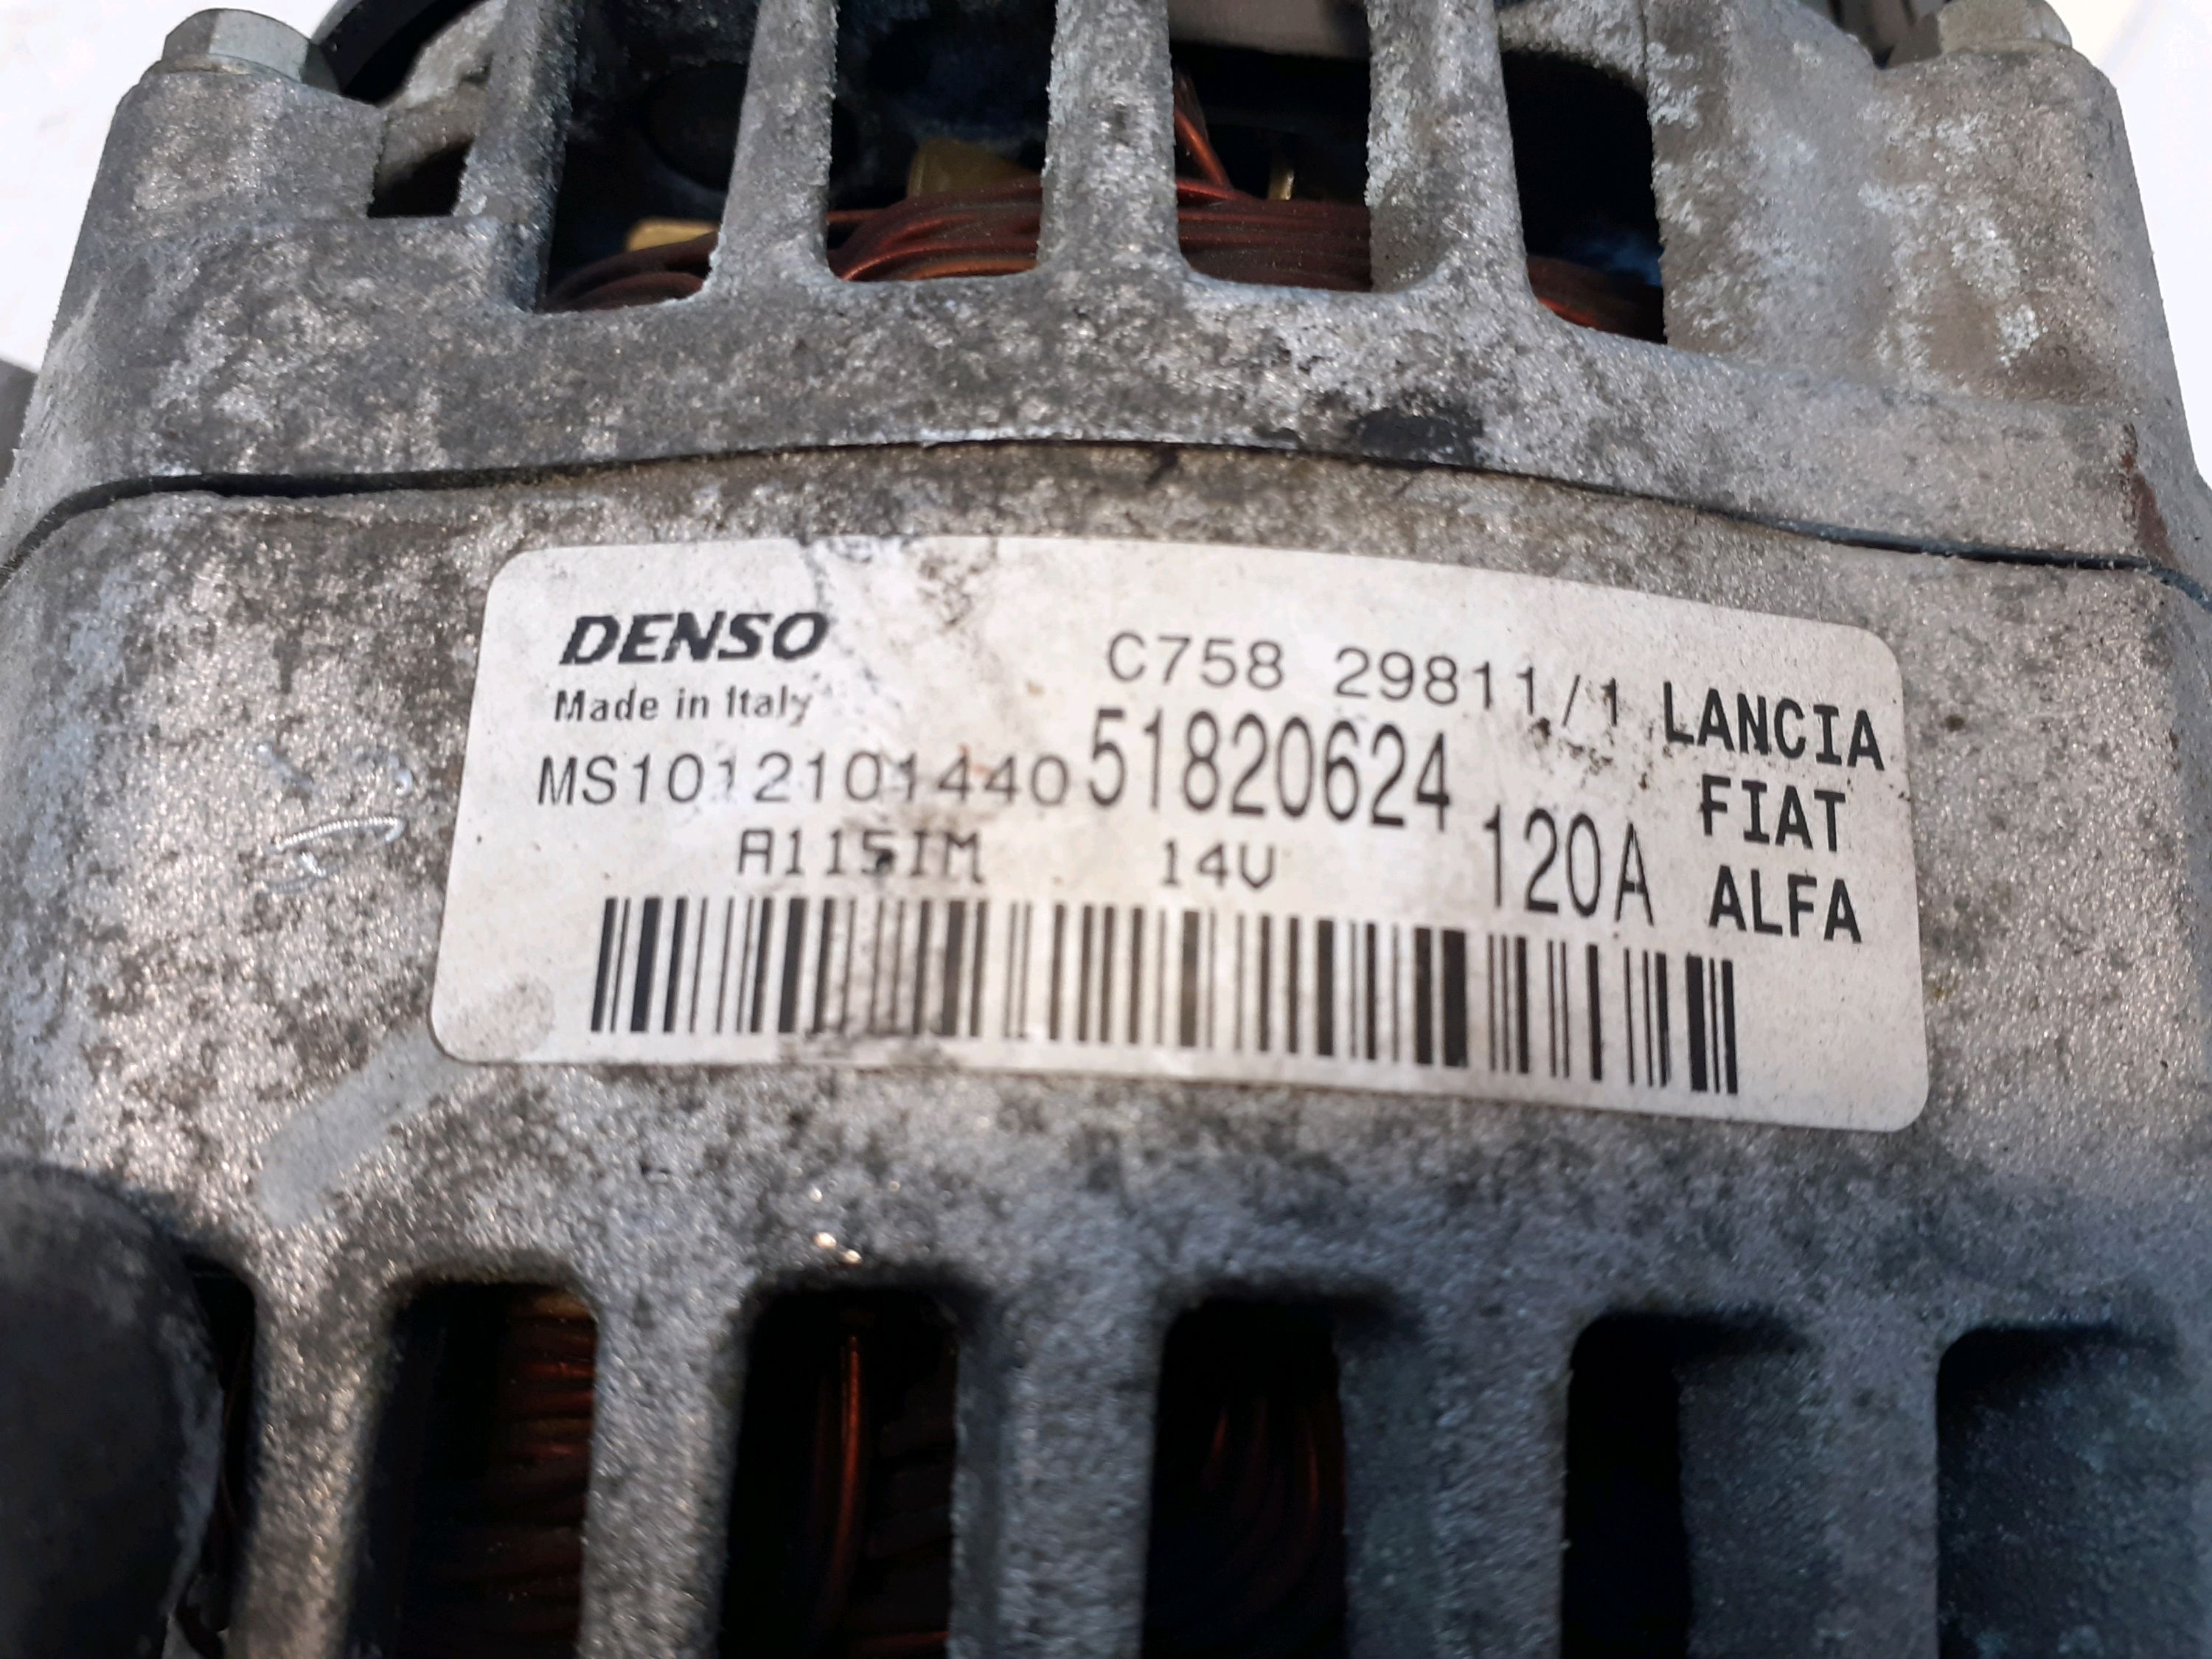 DENSO
Made in Italy
C758 29811/1
MS1012101440
51820624
A115IM
14V
120A
LANCIA
FIAT
ALFA